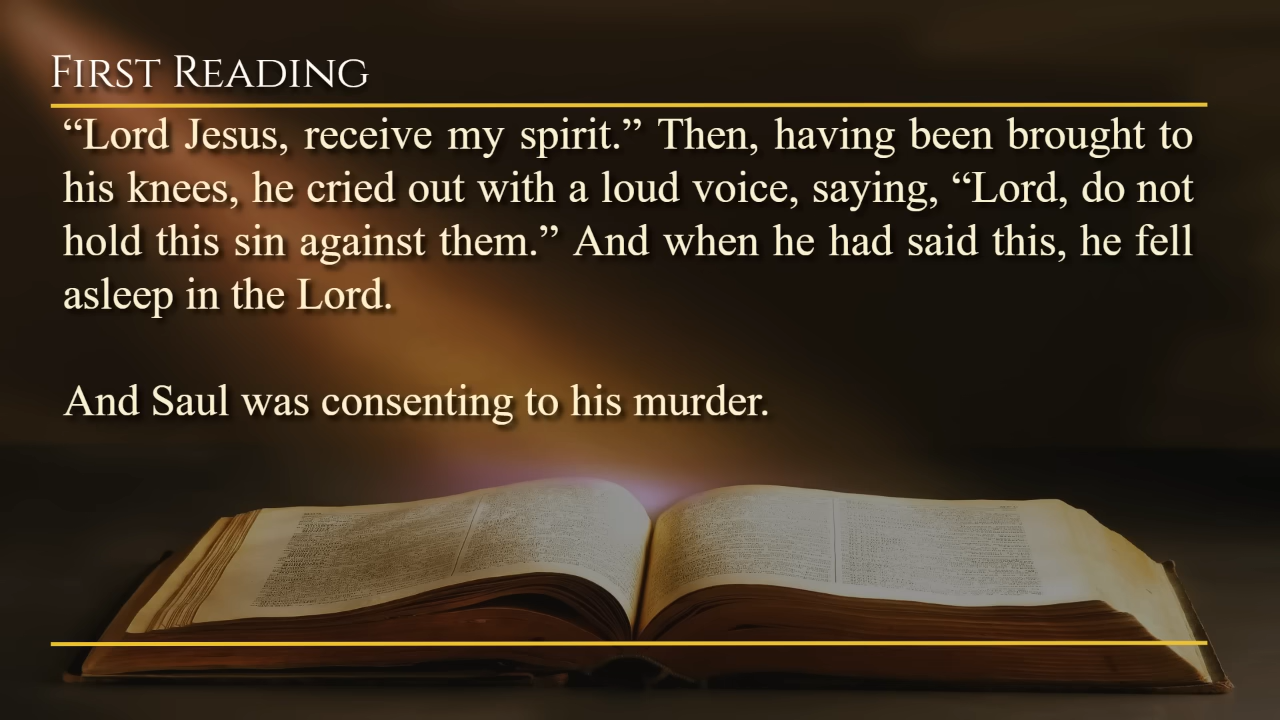 First Reading
“Lord Jesus, receive my spirit.” Then, having been brought to
his knees, he cried out with a loud voice, saying, “Lord, do not
hold this sin against them.” And when he had said this, he fell
asleep in the Lord.
And Saul was consenting to his murder.